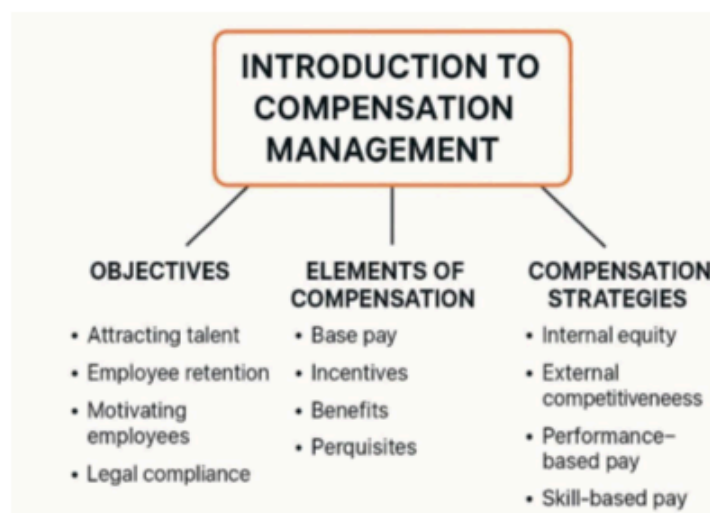 INTRODUCTION TO
COMPENSATION
MANAGEMENT
OBJECTIVES
• Attracting talent
• Employee retention
• Motivating
employees
• Legal compliance
ELEMENTS OF
COMPENSATION
• Base pay
• Incentives
• Benefits
• Perquisites
COMPENSATION
STRATEGIES
• Internal equity
• External
competitiveneess
• Performance–
based pay
• Skill-based pay